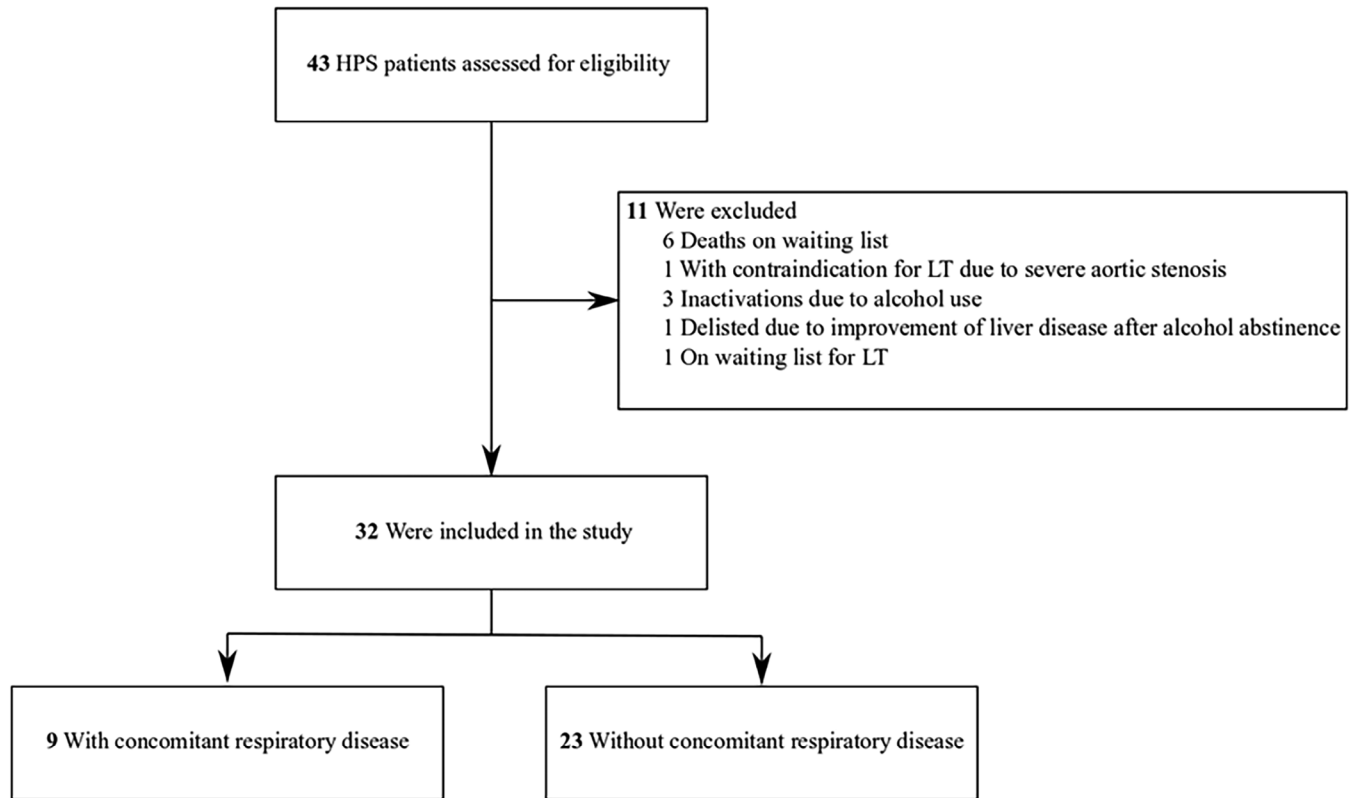 43 HPS patients assessed for eligibility
11 Were excluded
6 Deaths on waiting list
1 With contraindication for LT due to severe aortic stenosis
3 Inactivations due to alcohol use
1 Delisted due to improvement of liver disease after alcohol abstinence
1 On waiting list for LT
32 Were included in the study
9 With concomitant respiratory disease
23 Without concomitant respiratory disease